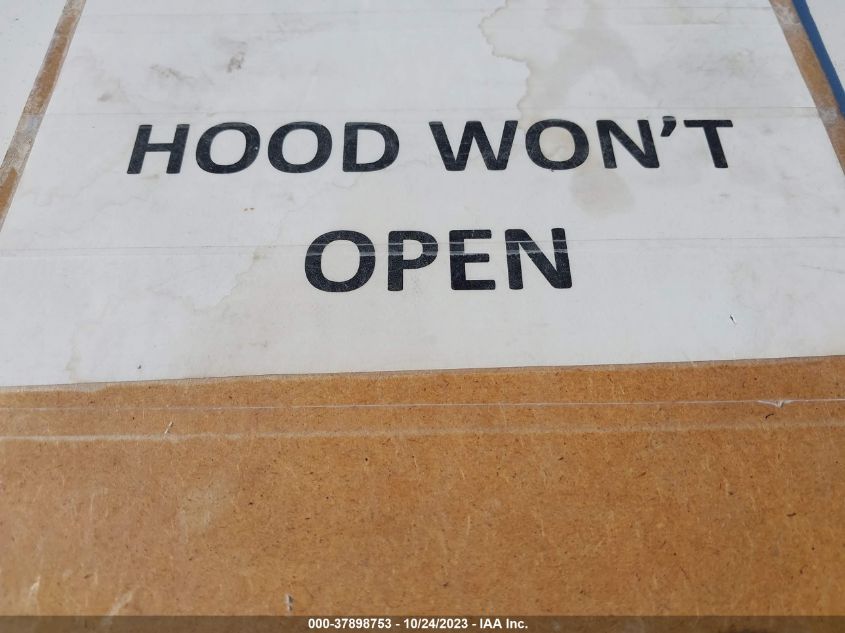 HOOD WON'T
OPEN
000-37898753 - 10/24/2023 - IAA Inc.